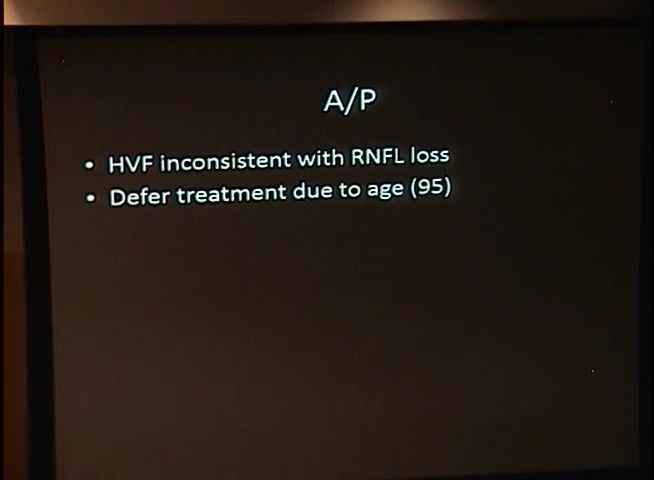 A/P
• HVF inconsistent with RNFL loss
• Defer treatment due to age (95)